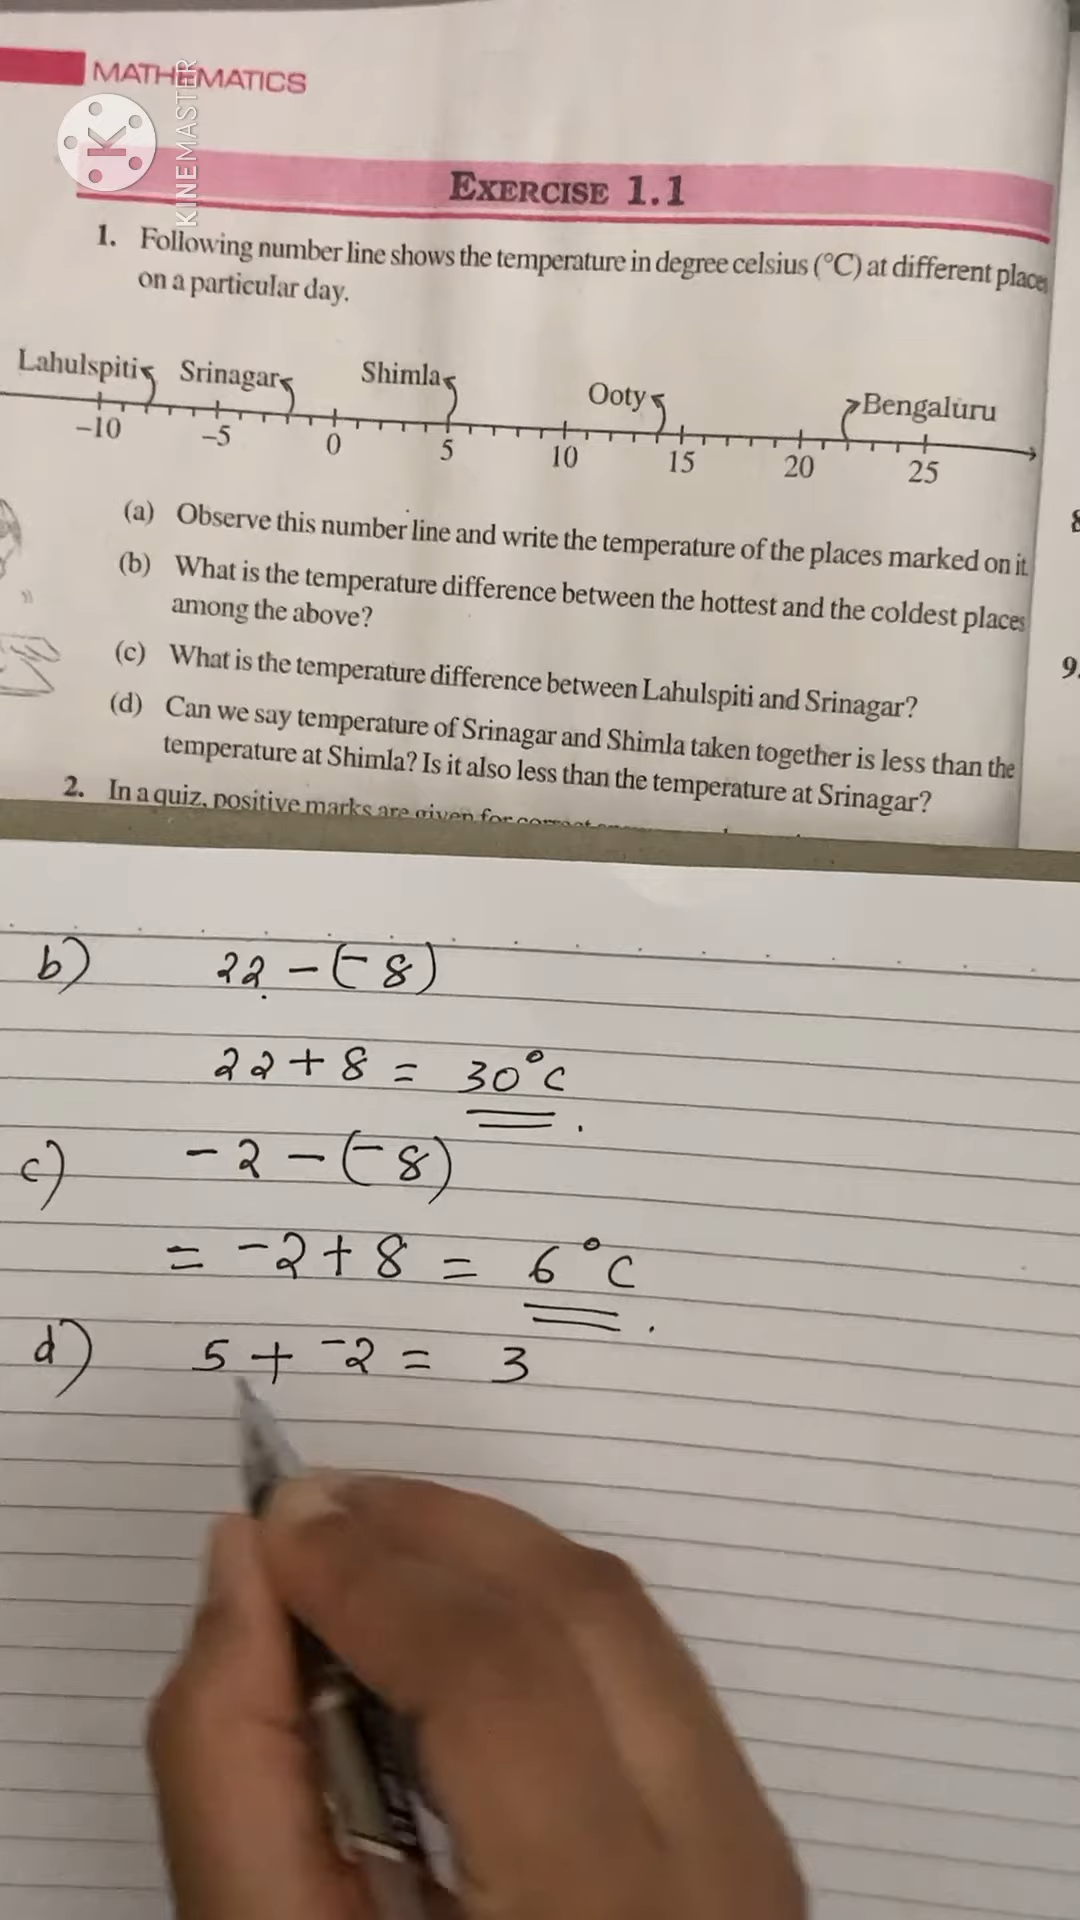 MATHEMATICS
KINEMASTER
EXERCISE 1.1
1. Following number line shows the temperature in degree celsius (°C) at different places
on a particular day.
Lahulspiti Srinagar Shimla Ooty Bengaluru
–10 –5 0 5 10 15 20 25
(a) Observe this number line and write the temperature of the places marked on it.
(b) What is the temperature difference between the hottest and the coldest places
among the above?
(c) What is the temperature difference between Lahulspiti and Srinagar?
(d) Can we say temperature of Srinagar and Shimla taken together is less than the
temperature at Shimla? Is it also less than the temperature at Srinagar?
2. In a quiz, positive marks are given for correct
8
9.
b) 22 - (-8)
22 + 8 = 30°C.
c) -2 - (-8)
= -2 + 8 = 6°C.
d) 5 + -2 = 3